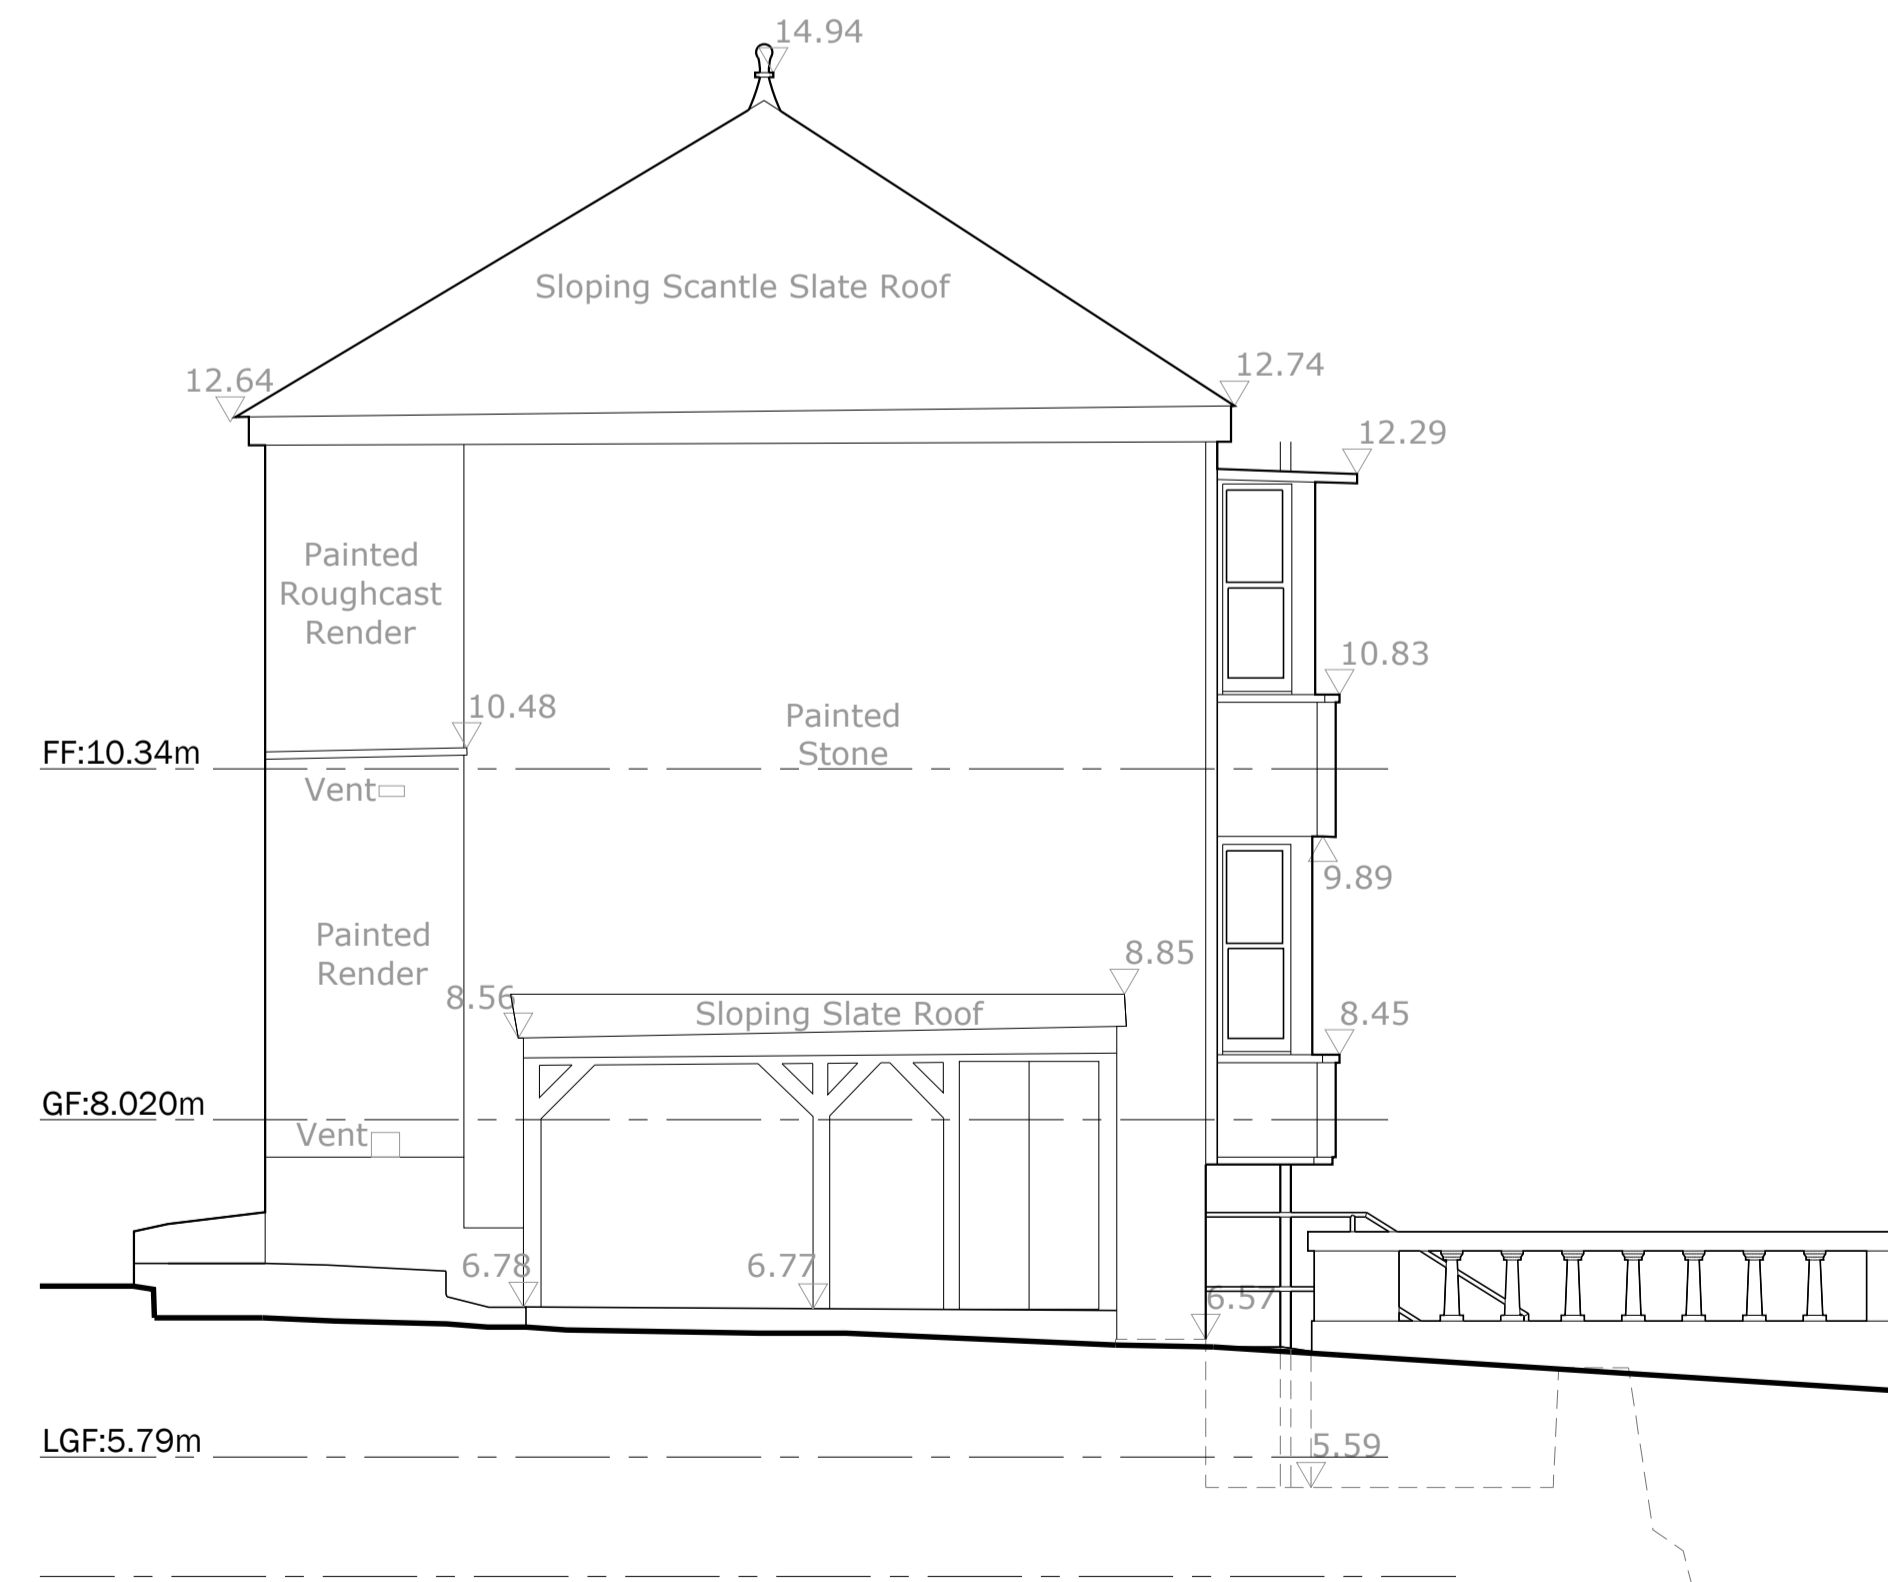 14.94
Sloping Scantle Slate Roof
12.64
12.74
12.29
Painted
Roughcast
Render
10.83
10.48
Painted
Stone
FF:10.34m
Vent
9.89
Painted
Render
8.85
8.56
Sloping Slate Roof
8.45
GF:8.020m
Vent
6.78
6.77
6.57
LGF:5.79m
5.59